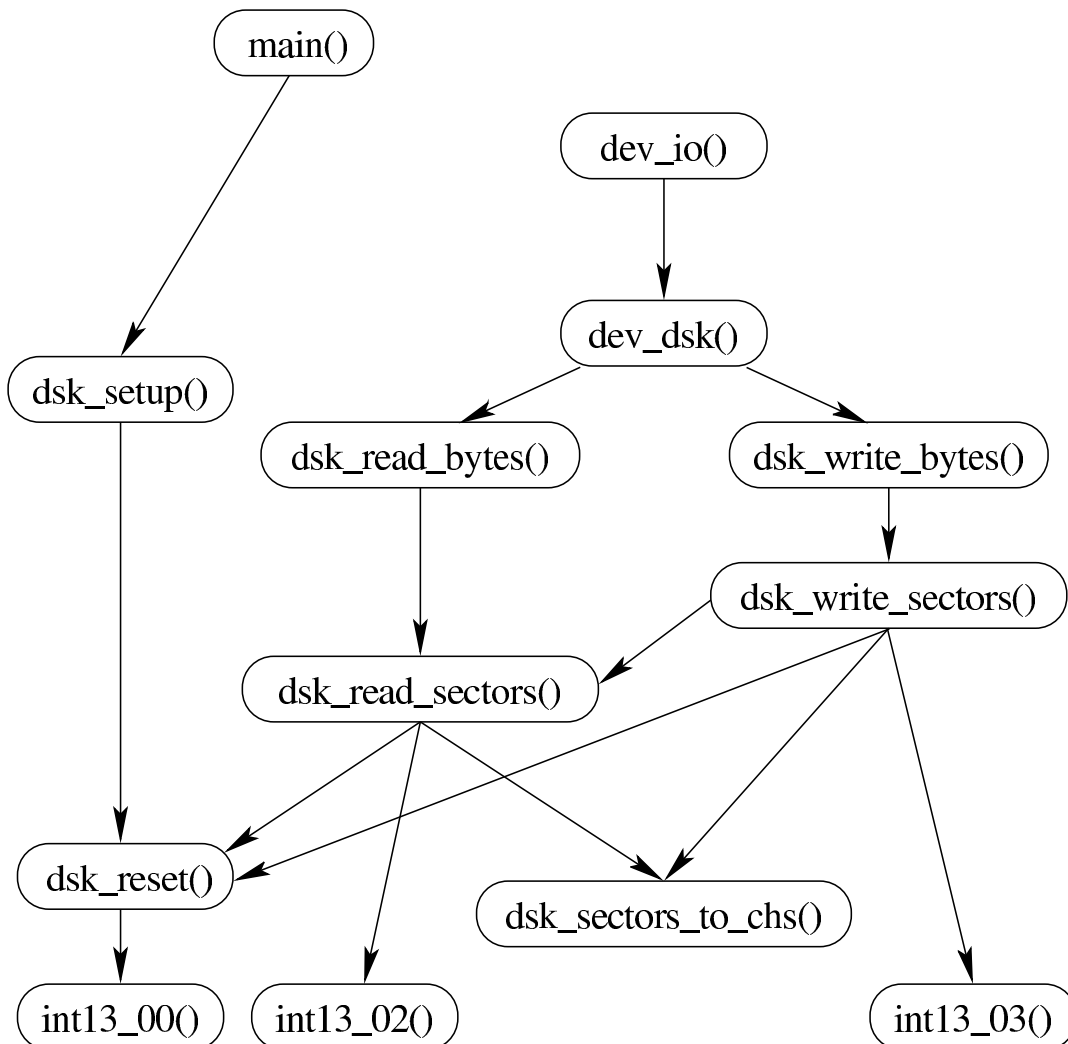 main()
dev_io()
dev_dsk()
dsk_setup()
dsk_read_bytes()
dsk_write_bytes()
dsk_write_sectors()
dsk_read_sectors()
dsk_reset()
dsk_sectors_to_chs()
int13_00()
int13_02()
int13_03()